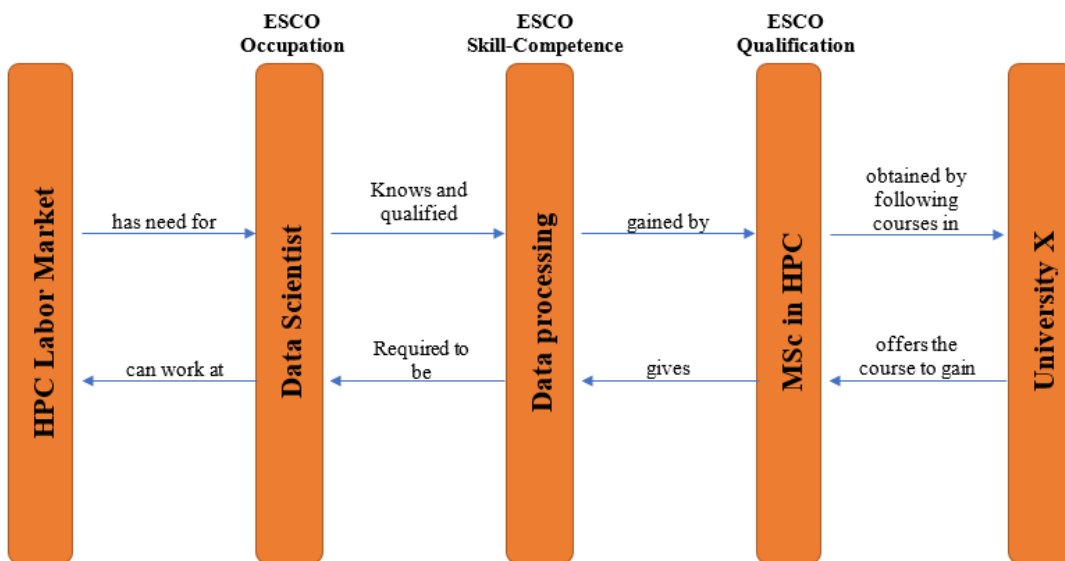 ESCO
Occupation
ESCO
Skill-Competence
ESCO
Qualification
HPC Labor Market
has need for
can work at
Data Scientist
Knows and
qualified
Required to
be
Data processing
gained by
gives
MSc in HPC
obtained by
following
courses in
offers the
course to gain
University X